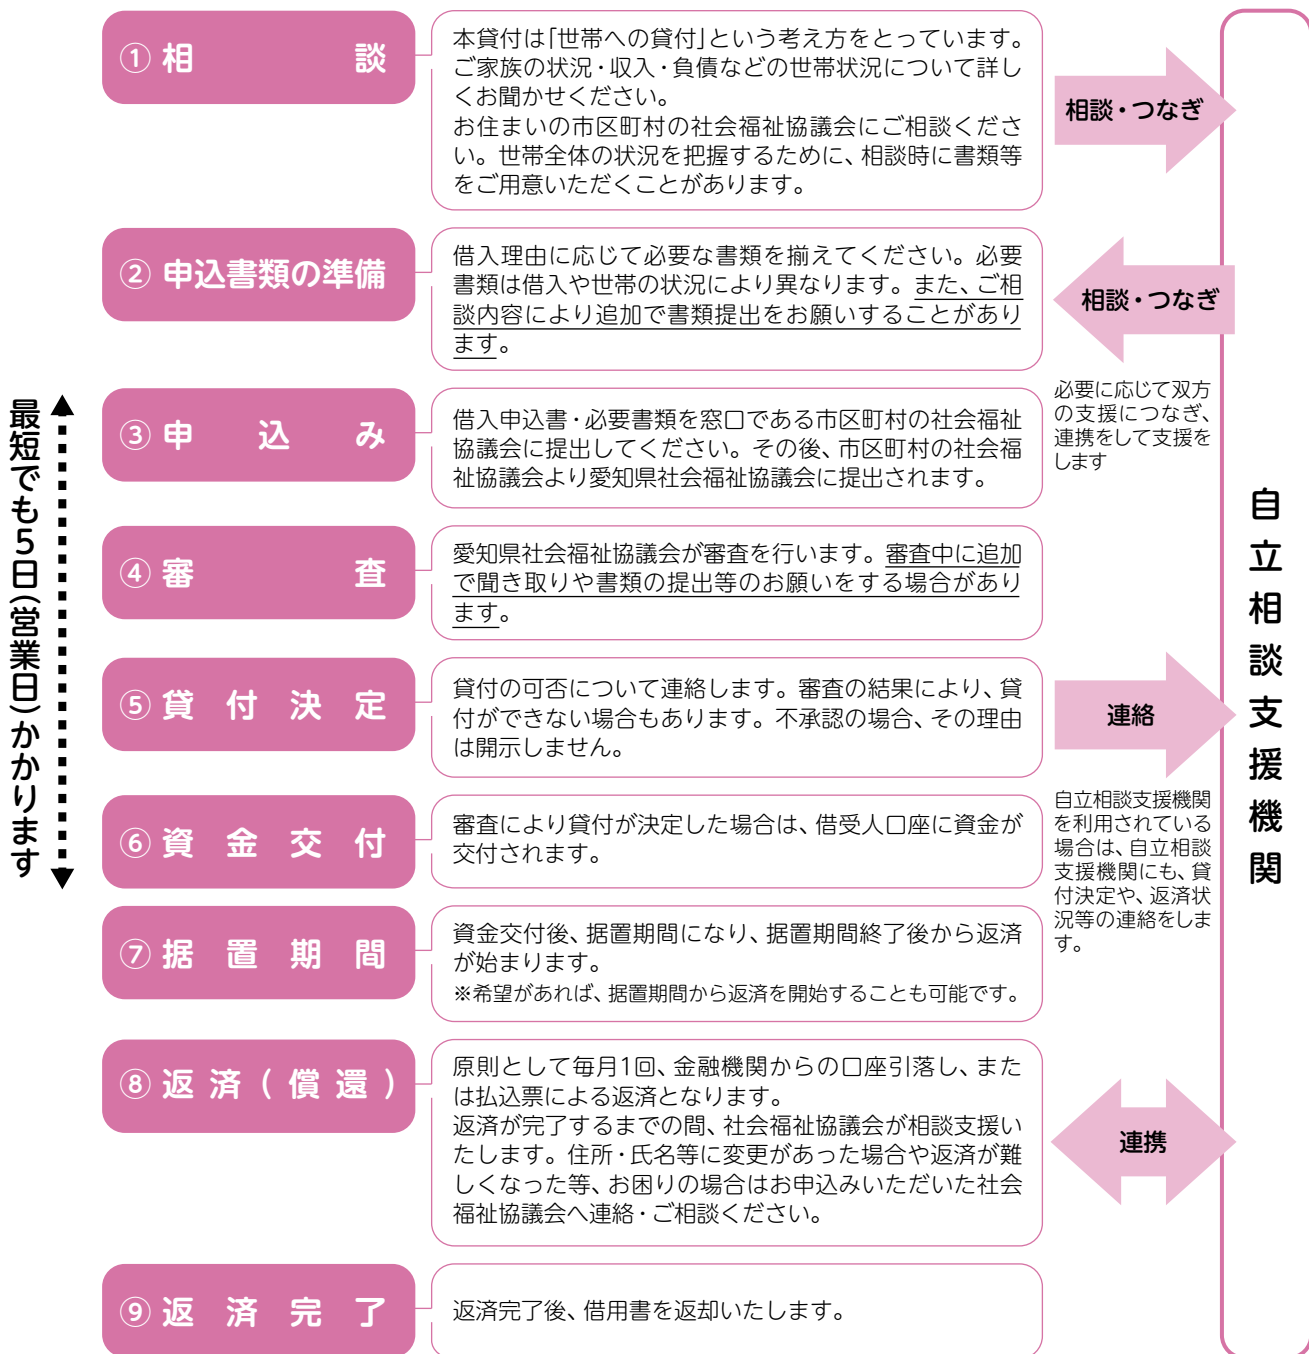 ① 相談
本貸付は「世帯への貸付」という考え方をとっています。
ご家族の状況・収入・負債などの世帯状況について詳し
くお聞かせください。
お住まいの市区町村の社会福祉協議会にご相談くださ
い。世帯全体の状況を把握するために、相談時に書類等
をご用意いただくことがあります。
相談・つなぎ
② 申込書類の準備
借入理由に応じて必要な書類を揃えてください。必要
書類は借入や世帯の状況により異なります。また、ご相
談内容により追加で書類提出をお願いすることがあり
ます。
相談・つなぎ
必要に応じて双方
の支援につなぎ、
連携をして支援を
します
最短でも5日(営業日)かかります
③ 申込み
借入申込書・必要書類を窓口である市区町村の社会福祉
協議会に提出してください。その後、市区町村の社会福
祉協議会より愛知県社会福祉協議会に提出されます。
④ 審査
愛知県社会福祉協議会が審査を行います。審査中に追加
で聞き取りや書類の提出等のお願いをする場合があり
ます。
⑤ 貸付決定
貸付の可否について連絡します。審査の結果により、貸
付ができない場合もあります。不承認の場合、その理由
は開示しません。
連絡
自立相談支援機関
を利用されている
場合は、自立相談
支援機関にも、貸
付決定や、返済状
況等の連絡をしま
す。
⑥ 資金交付
審査により貸付が決定した場合は、借受人口座に資金が
交付されます。
⑦ 据置期間
資金交付後、据置期間になり、据置期間終了後から返済
が始まります。
※希望があれば、据置期間から返済を開始することも可能です。
⑧ 返済(償還)
原則として毎月1回、金融機関からの口座引落し、また
は払込票による返済となります。
返済が完了するまでの間、社会福祉協議会が相談支援い
たします。住所・氏名等に変更があった場合や返済が難
しくなった等、お困りの場合はお申込みいただいた社会
福祉協議会へ連絡・ご相談ください。
連携
⑨ 返済完了
返済完了後、借用書を返却いたします。
自立相談支援機関